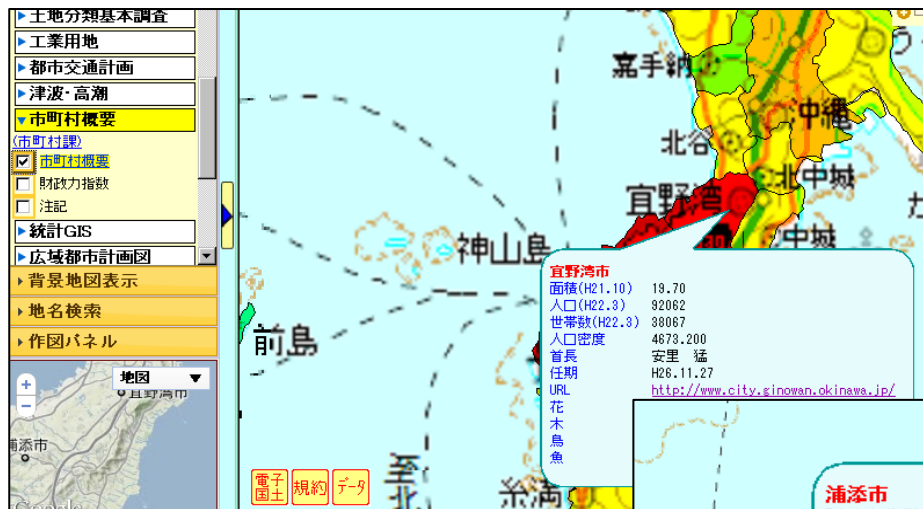 土地分類基本調査
工業用地
都市交通計画
津波・高潮
市町村概要
(市町村課)
市町村概要
財政力指数
注記
統計GIS
広域都市計画図
背景地図表示
地名検索
作図パネル
地図
宜野湾市
浦添市
嘉手納
沖縄
北谷
北中城
宜野湾
中城
神山島
前島
糸満
至北
う
電子国土
規約
データ
宜野湾市
面積(H21.10) 19.70
人口(H22.3) 92062
世帯数(H22.3) 38067
人口密度 4673.200
首長 安里 猛
任期 H26.11.27
URL http://www.city.ginowan.okinawa.jp/
花
木
鳥
魚
浦添市